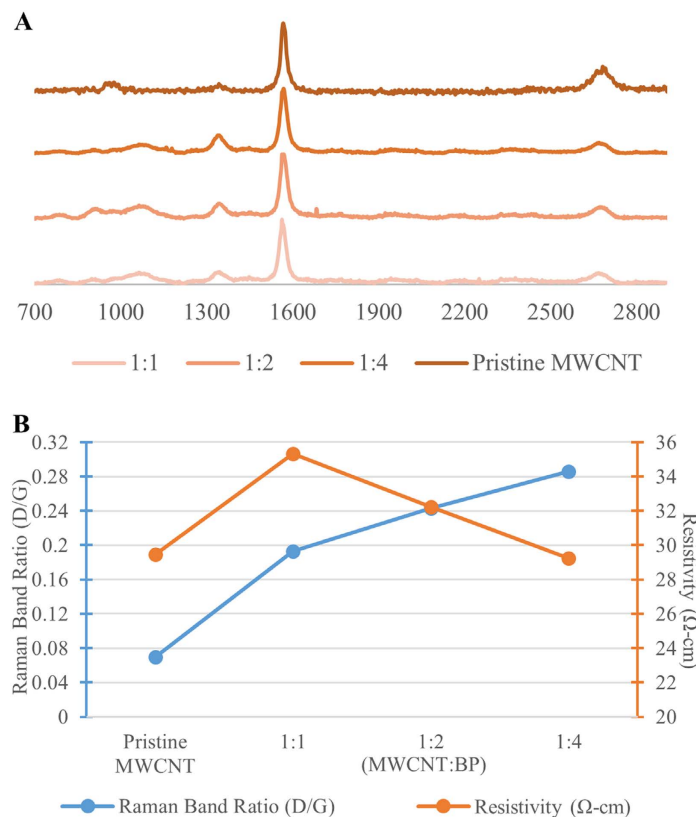 A
700 1000 1300 1600 1900 2200 2500 2800
1:1 1:2 1:4 Pristine MWCNT
B
Raman Band Ratio (D/G)
0.32
0.28
0.24
0.2
0.16
0.12
0.08
0.04
0
36
34
32
30
28
26
24
22
20
Resistivity (Ω-cm)
Pristine MWCNT 1:1 1:2 1:4
(MWCNT:BP)
Raman Band Ratio (D/G) Resistivity (Ω-cm)